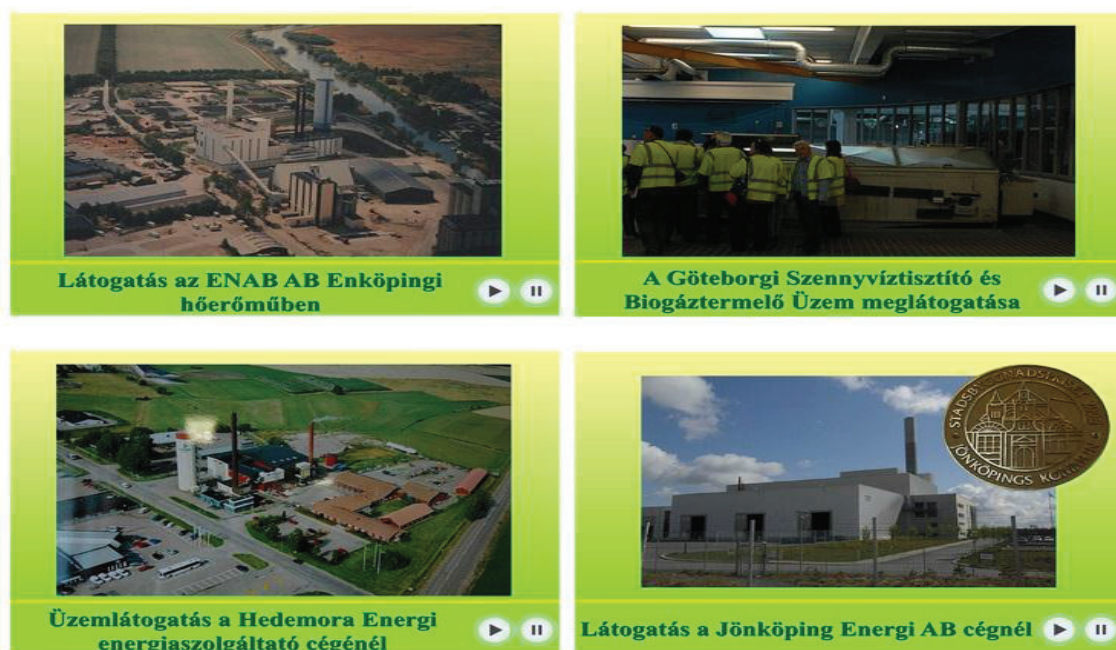 Látogatás az ENAB AB Enköpingi
hőerőműben
A Göteborgi Szennyvíztisztító és
Biogáztermelő Üzem meglátogatása
Üzemlátogatás a Hedemora Energi
energiaszolgáltató cégénél
JÖNKÖPINGS
Látogatás a Jönköping Energi AB cégnél